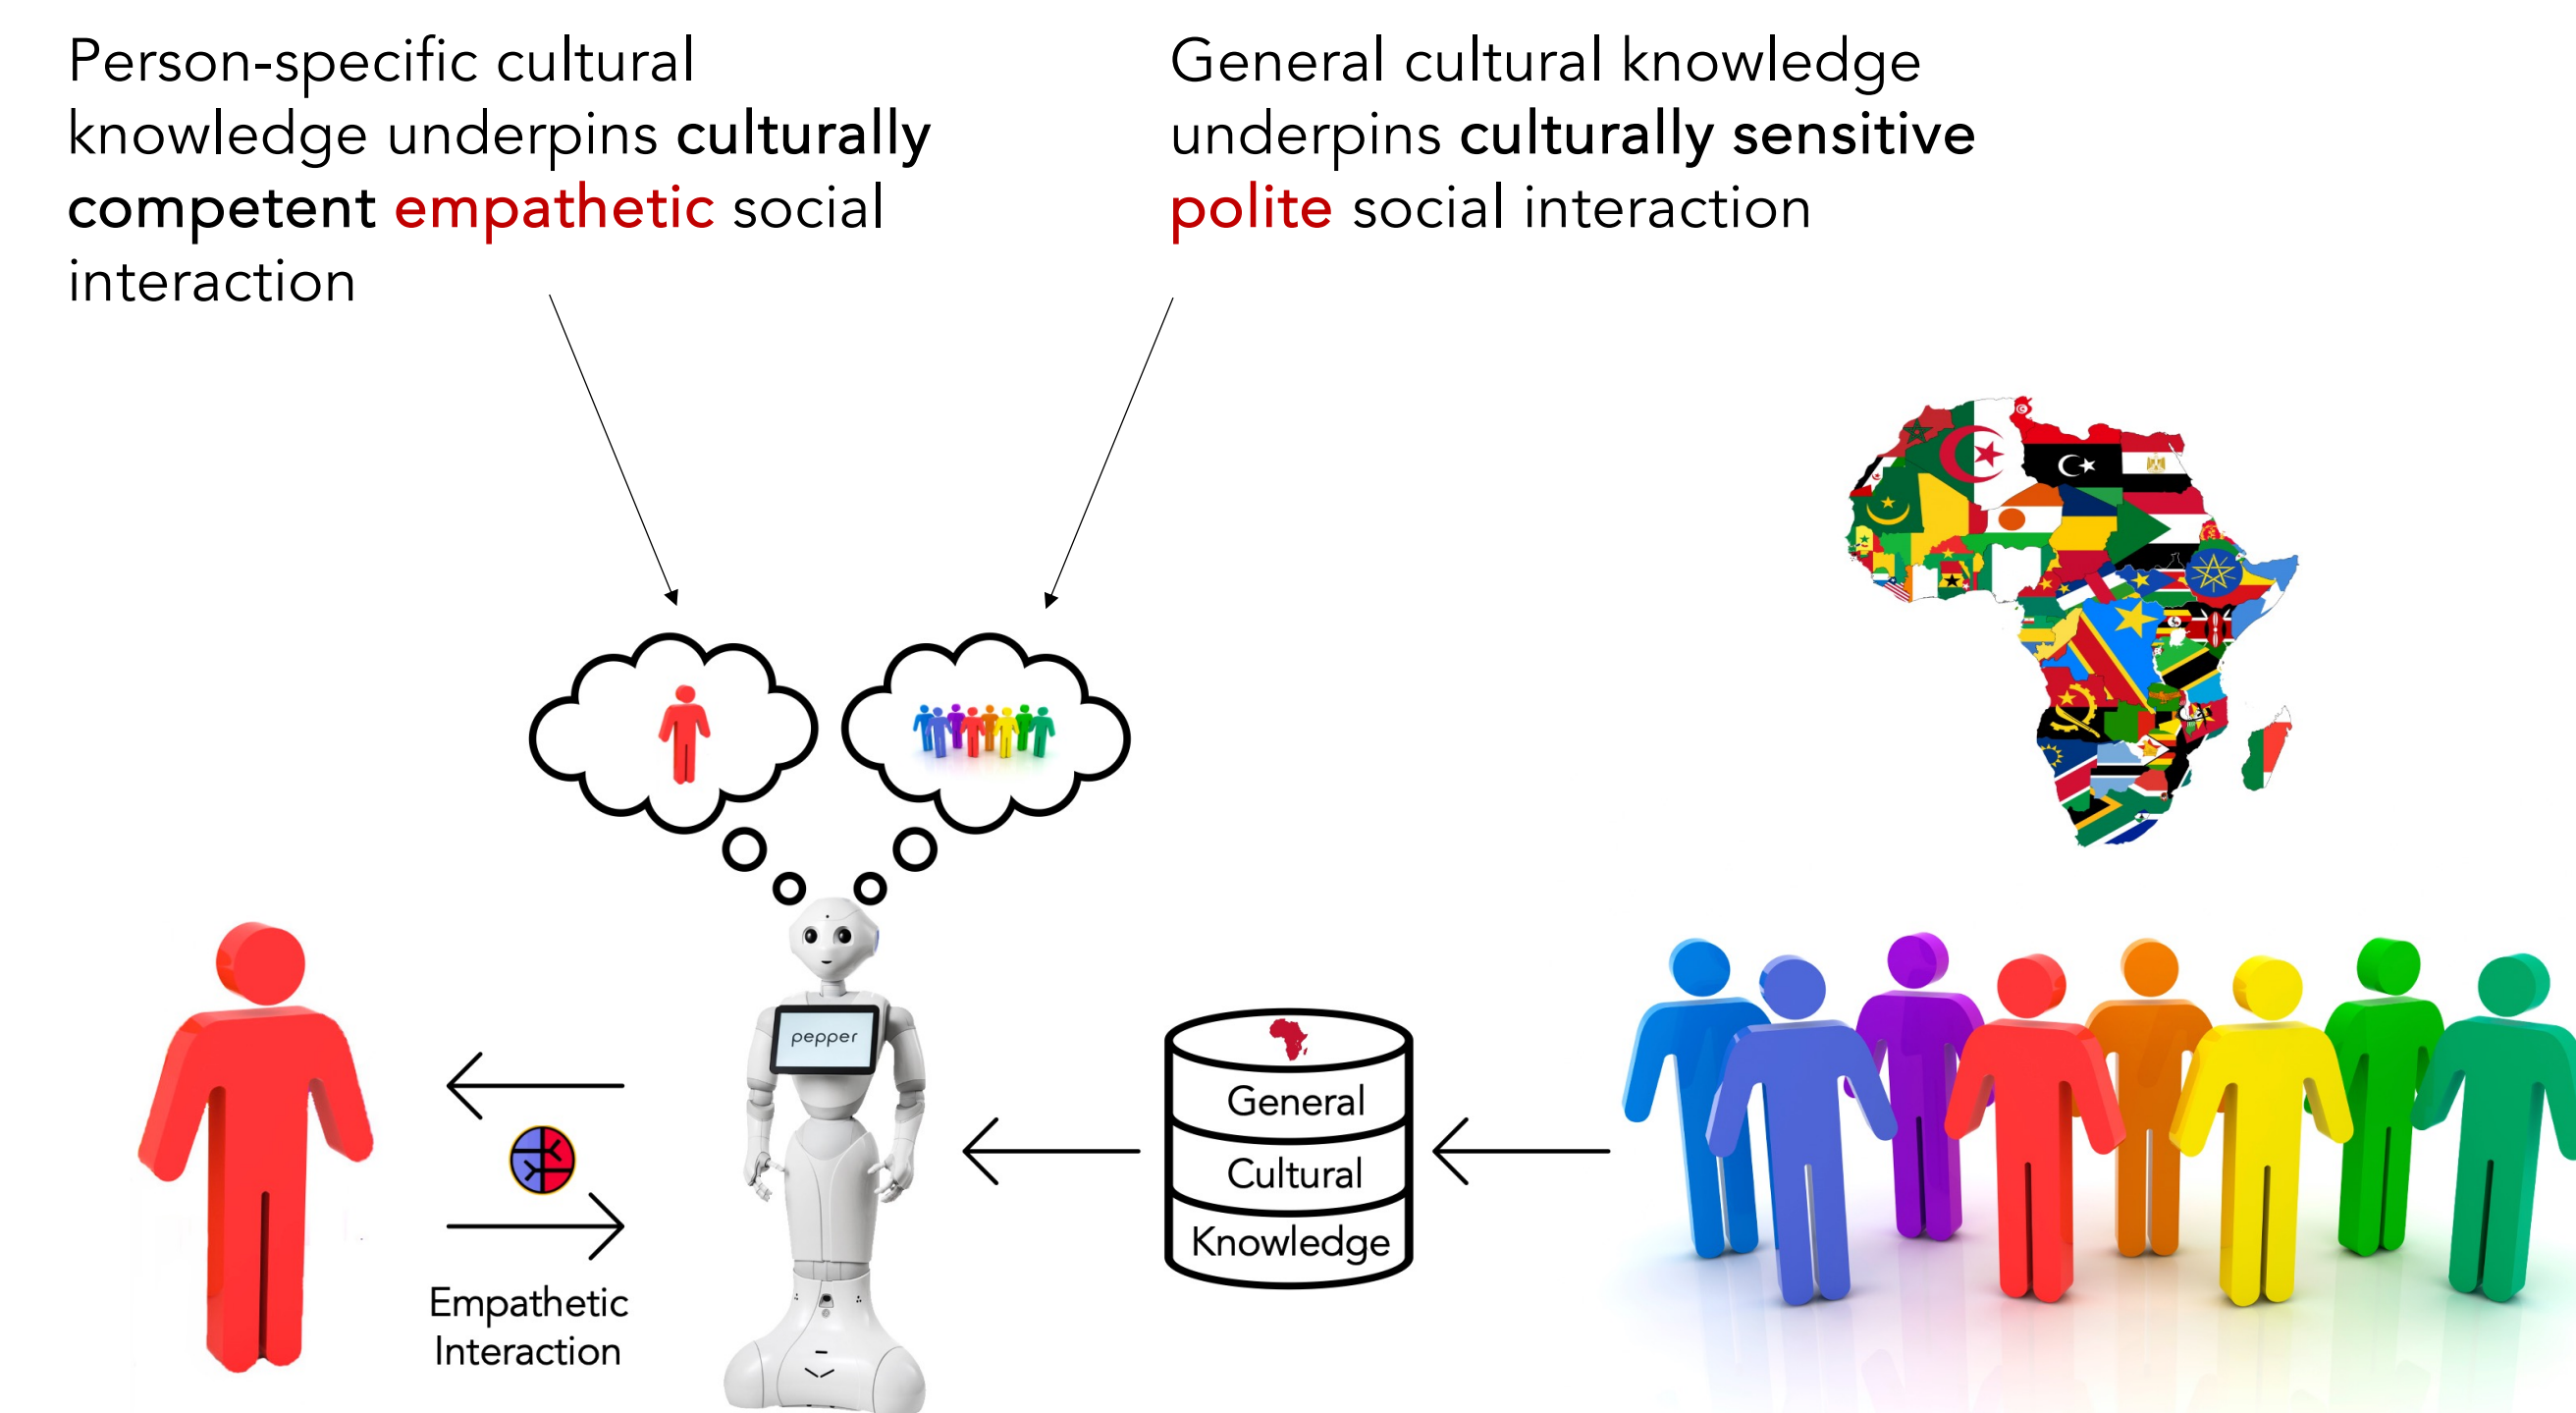 Person-specific cultural
knowledge underpins culturally
competent empathetic social
interaction
General cultural knowledge
underpins culturally sensitive
polite social interaction
pepper
General
Cultural
Knowledge
Empathetic
Interaction